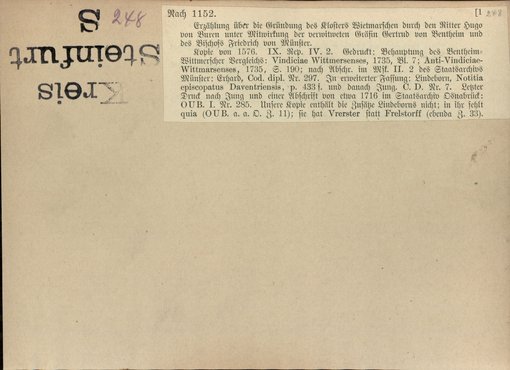 S
248
Steinfurt
Kreis
Nach 1152.
[1 248
Erzählung über die Gründung des Klosters Wietmarschen durch den Ritter Hugo
von Buren unter Mitwirkung der verwitweten Gräfin Gertrud von Bentheim und
des Bischofs Friedrich von Münster.
Kopie von 1576. IX. Rep. IV. 2. Gedruckt: Behauptung des Bentheim-
Wittmerscher Vergleichs; Vindiciae Wittmersenses, 1735, Bl. 7; Anti-Vindiciae-
Wittmarsenses, 1735, S. 190; nach Abschr. im Msk. II. 2 des Staatsarchivs
Münster: Erhard, Cod. dipl. Nr. 297. In erweiterter Fassung: Lindeborn, Notitia
episcopatus Daventriensis, p. 433 f. und danach Jung, C. D. Nr. 7. Letzter
Druck nach Jung und einer Abschrift von etwa 1716 im Staatsarchiv Osnabrück:
OUB. I. Nr. 285. Unsere Kopie enthält die Zusätze Lindeborns nicht; in ihr fehlt
quia (OUB. a. a. O. Z. 11); sie hat Vrerster statt Frelstorff (ebenda Z. 33).